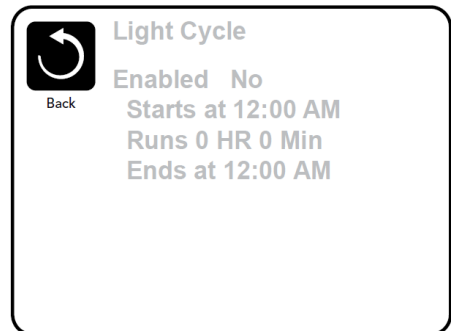 Light Cycle
Enabled No
Starts at 12:00 AM
Runs 0 HR 0 Min
Ends at 12:00 AM
Back